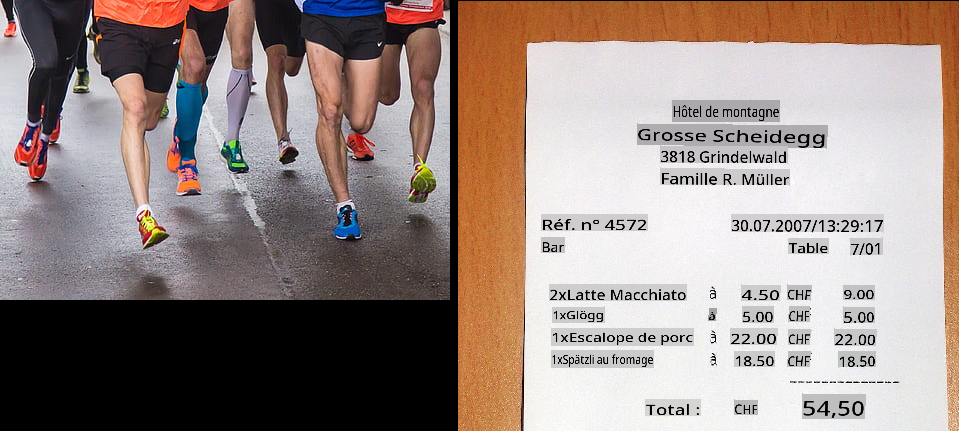 Hôtel de montagne
Grosse Scheidegg
3818 Grindelwald
Famille R. Müller
Réf. n° 4572 30.07.2007/13:29:17
Bar Table 7/01
2xLatte Macchiato à 4.50 CHF 9.00
1xGlögg à 5.00 CHF 5.00
1xEscalope de porc à 22.00 CHF 22.00
1xSpätzli au fromage à 18.50 CHF 18.50
Total : CHF 54,50